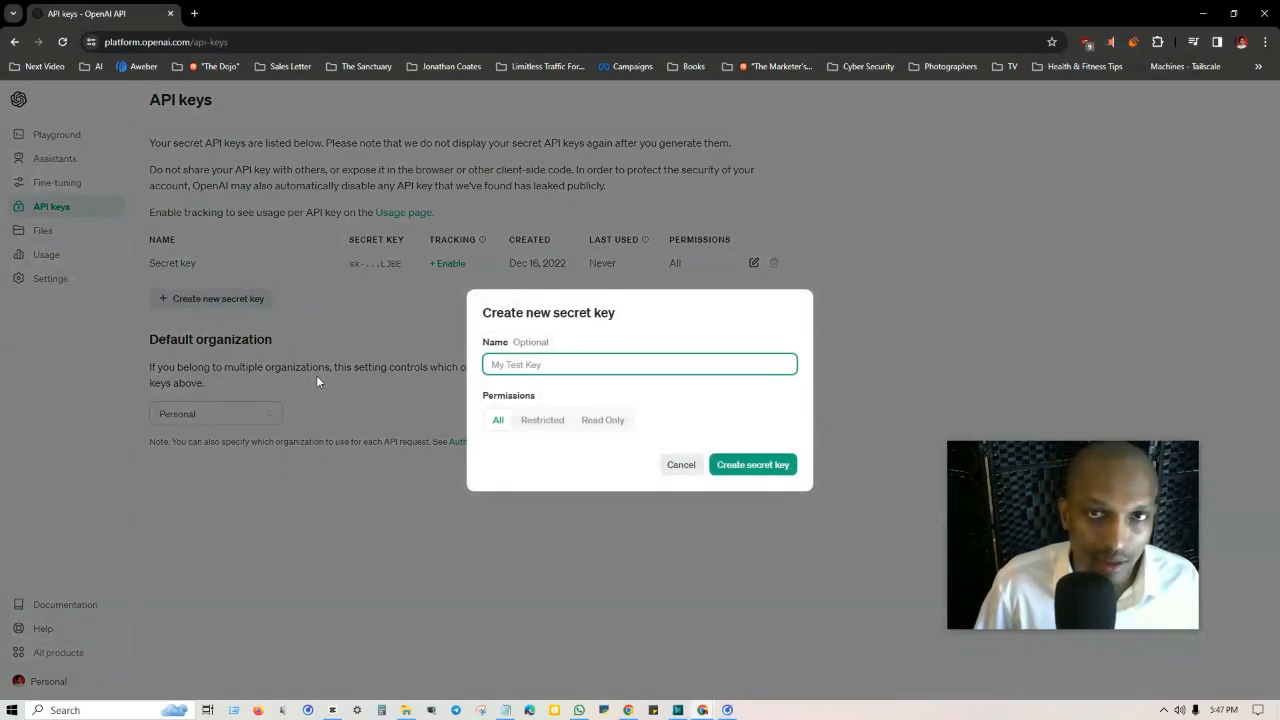 API keys - OpenAI API
platform.openai.com/api-keys
Next Video
AI
Aweber
"The Dojo"
Sales Letter
The Sanctuary
Jonathan Coates
Limitless Traffic For...
Campaigns
Books
"The Marketer's...
Cyber Security
Photographers
TV
Health & Fitness Tips
Machines - Tailscale
API keys
Playground
Assistants
Fine-tuning
API keys
Files
Usage
Settings
Your secret API keys are listed below. Please note that we do not display your secret API keys again after you generate them.
Do not share your API key with others, or expose it in the browser or other client-side code. In order to protect the security of your
account, OpenAI may also automatically disable any API key that we've found has leaked publicly.
Enable tracking to see usage per API key on the Usage page.
NAME SECRET KEY TRACKING CREATED LAST USED PERMISSIONS
Secret key sk-...LJBE + Enable Dec 16, 2022 Never All
+ Create new secret key
Default organization
If you belong to multiple organizations, this setting controls which o
keys above.
Personal
Note: You can also specify which organization to use for each API request. See Auth
Create new secret key
Name Optional
My Test Key
Permissions
All Restricted Read Only
Cancel Create secret key
Documentation
Help
All products
Personal
Search
5:47 PM